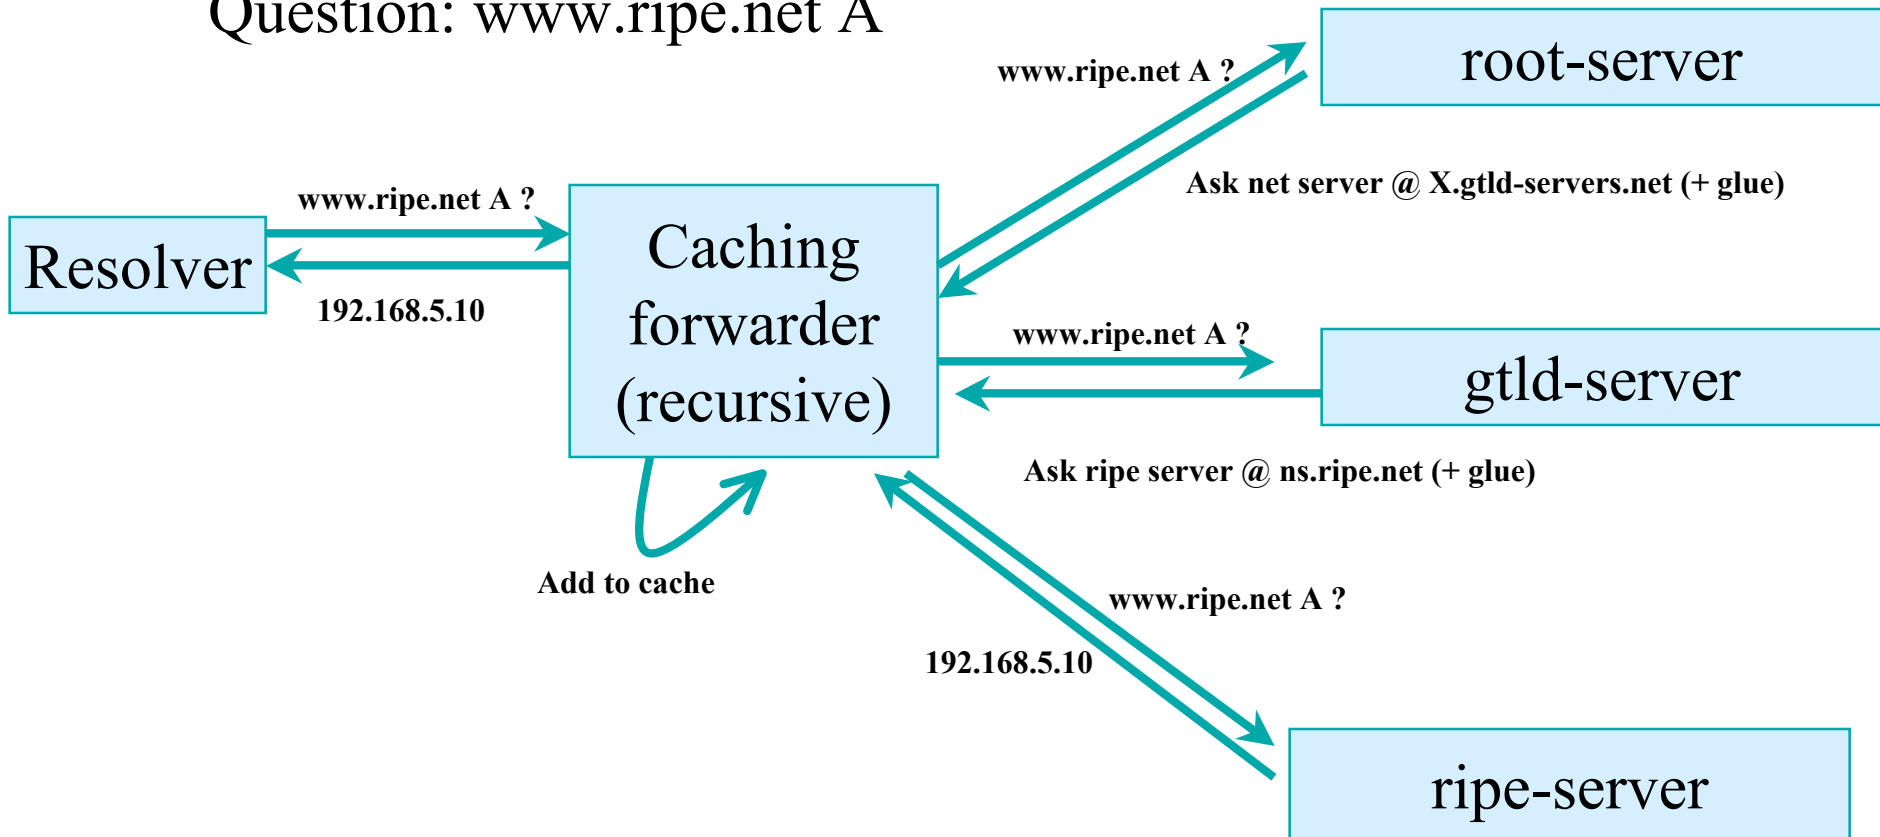 Question: www.ripe.net A
www.ripe.net A ?
root-server
Ask net server @ X.gtld-servers.net (+ glue)
www.ripe.net A ?
Resolver
192.168.5.10
Caching
forwarder
(recursive)
www.ripe.net A ?
gtld-server
Ask ripe server @ ns.ripe.net (+ glue)
Add to cache
www.ripe.net A ?
192.168.5.10
ripe-server